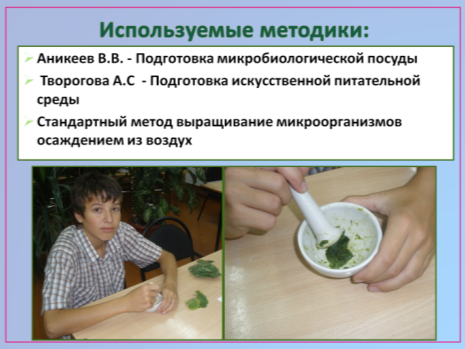 Используемые методики:
Аникеев В.В. - Подготовка микробиологической посуды
Творогова А.С - Подготовка искусственной питательной
среды
Стандартный метод выращивание микроорганизмов
осаждением из воздух